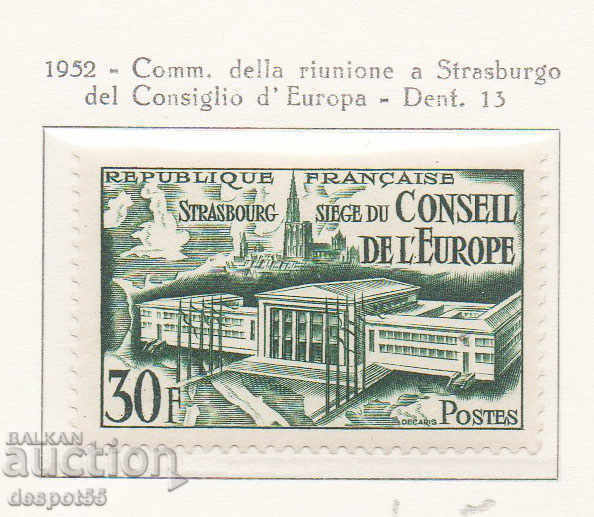 1952 - Comm. della riunione a Strasburgo
del Consiglio d'Europa - Dent. 13
REPUBLIQUE FRANÇAISE
STRASBOURG SIEGE DU CONSEIL
DE L'EUROPE
30F
DECARIS POSTES
BALKAN
auction
despot55